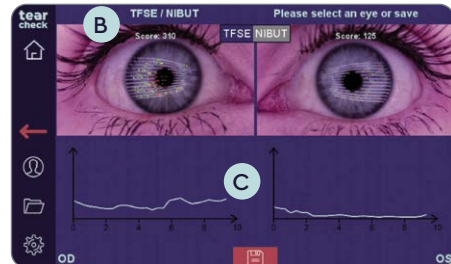 tear check
TFSE / NIBUT
Please select an eye or save
B
Score: 310
TFSE NIBUT
Score: 125
C
0 2 4 6 8 10
0 2 4 6 8 10
OD
OS